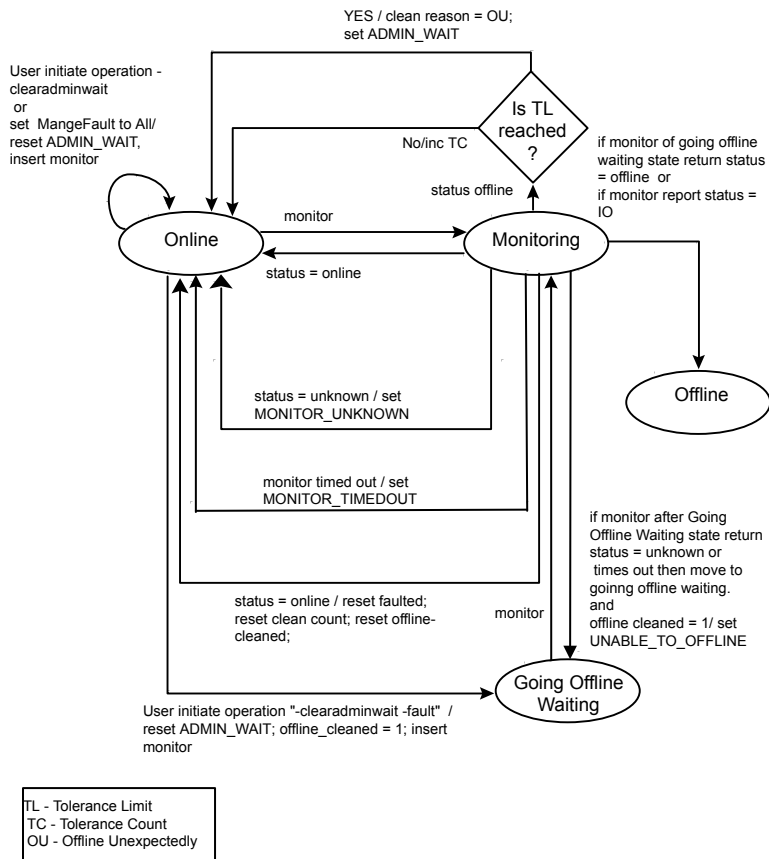 YES / clean reason = OU;
set ADMIN_WAIT
User initiate operation -
clearadminwait
or
set MangeFault to All/
reset ADMIN_WAIT,
insert monitor
Is TL
reached
?
No/inc TC
status offline
if monitor of going offline
waiting state return status
= offline or
if monitor report status =
IO
Online
monitor
Monitoring
status = online
Offline
status = unknown / set
MONITOR_UNKNOWN
monitor timed out / set
MONITOR_TIMEDOUT
if monitor after Going
Offline Waiting state return
status = unknown or
times out then move to
goinng offline waiting.
and
offline cleaned = 1/ set
UNABLE_TO_OFFLINE
status = online / reset faulted;
reset clean count; reset offline-
cleaned;
monitor
Going Offline
Waiting
User initiate operation "-clearadminwait -fault" /
reset ADMIN_WAIT; offline_cleaned = 1; insert
monitor
TL - Tolerance Limit
TC - Tolerance Count
OU - Offline Unexpectedly